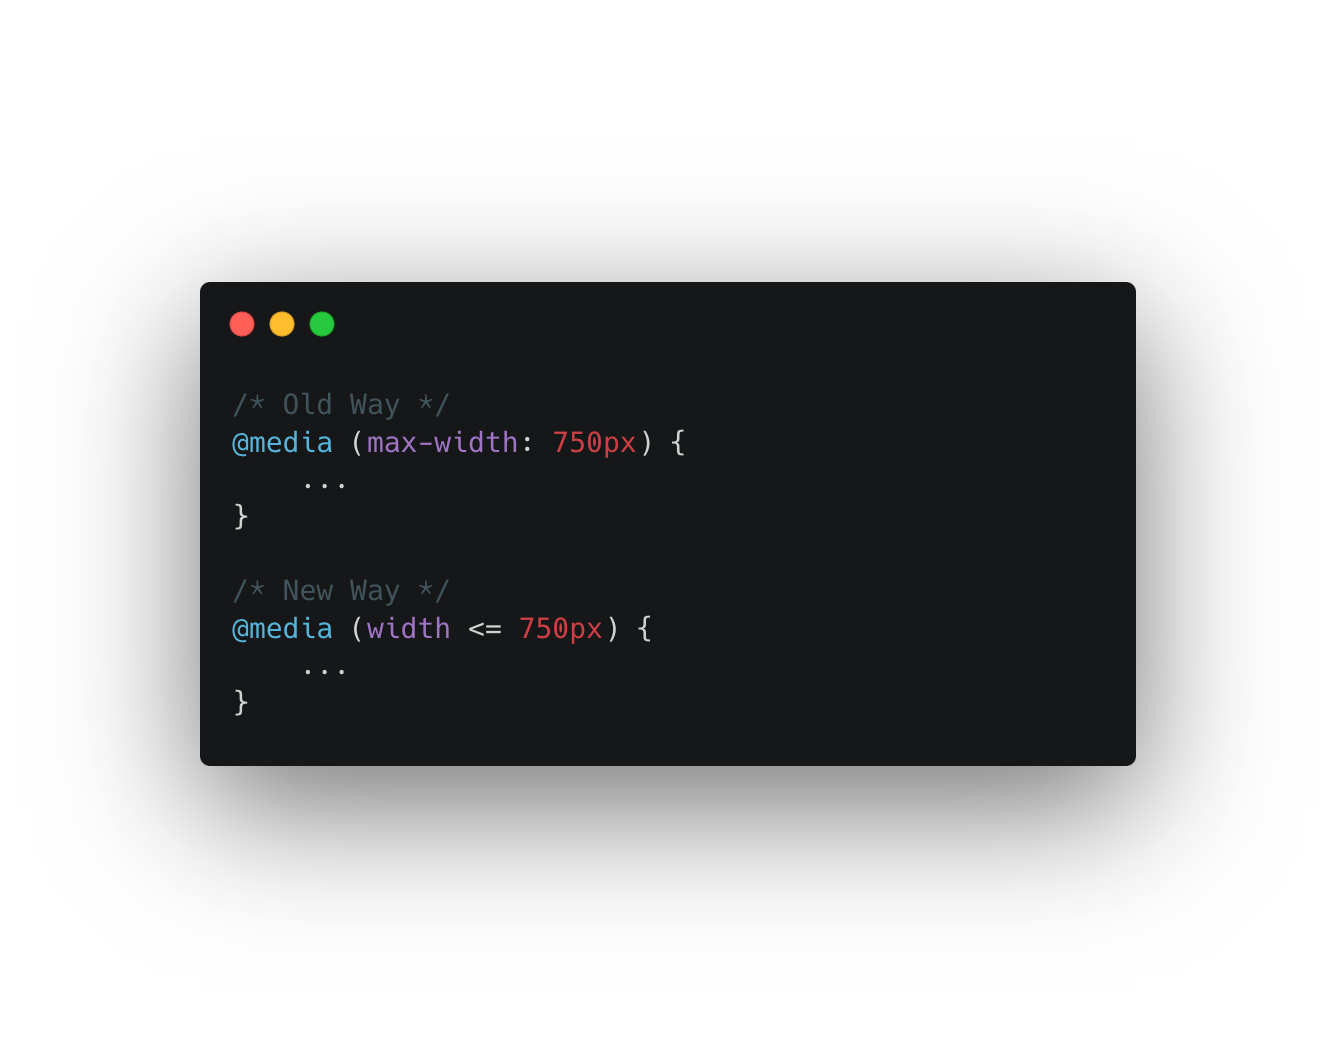 /* Old Way */
@media (max-width: 750px) {
    ...
}
/* New Way */
@media (width <= 750px) {
    ...
}